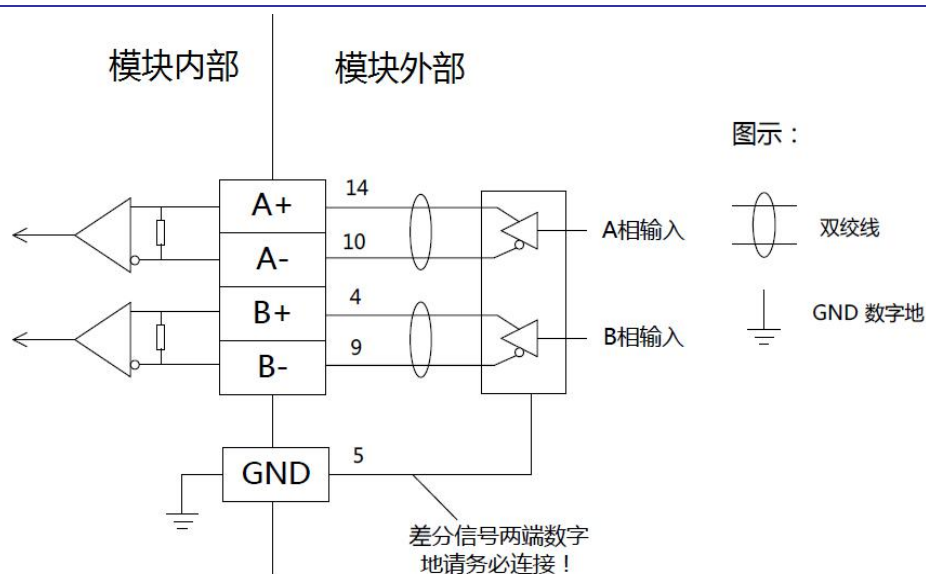 模块内部
模块外部
图示：
A+
14
A-
10
A相输入
双绞线
B+
4
B-
9
B相输入
GND 数字地
GND
5
差分信号两端数字
地请务必连接！